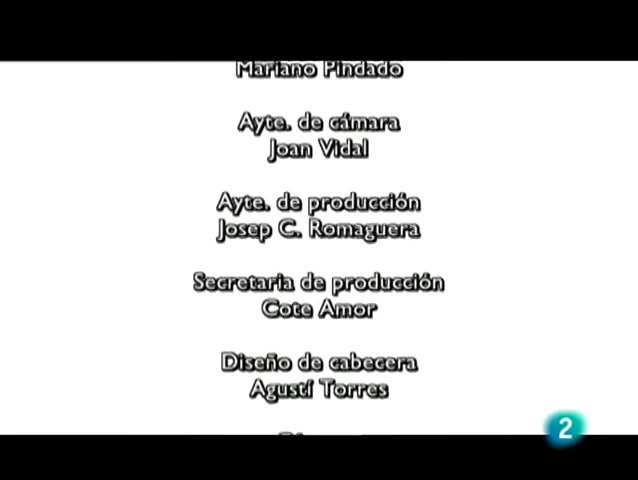 Mariano Pindado
Ayte. de cámara
Joan Vidal
Ayte. de producción
Josep C. Romaguera
Secretaria de producción
Cote Amor
Diseño de cabecera
Agustí Torres
2